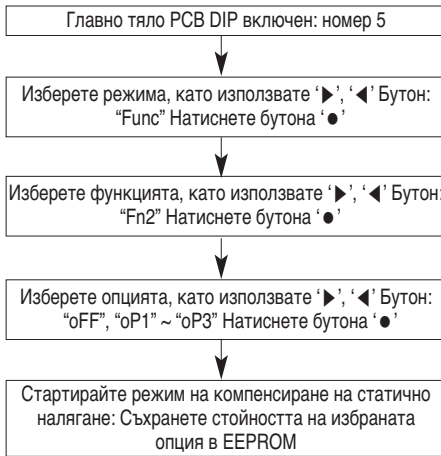 Главно тяло PCB DIP включен: номер 5
Изберете режима, като използвате ‘▶’, ‘◀’ Бутон:
“Func” Натиснете бутона ‘●’
Изберете функцията, като използвате ‘▶’, ‘◀’ Бутон:
“Fn2” Натиснете бутона ‘●’
Изберете опцията, като използвате ‘▶’, ‘◀’ Бутон:
“oFF”, “oP1” ~ “oP3” Натиснете бутона ‘●’
Стартирайте режим на компенсиране на статично
налягане: Съхранете стойността на избраната
опция в EEPROM